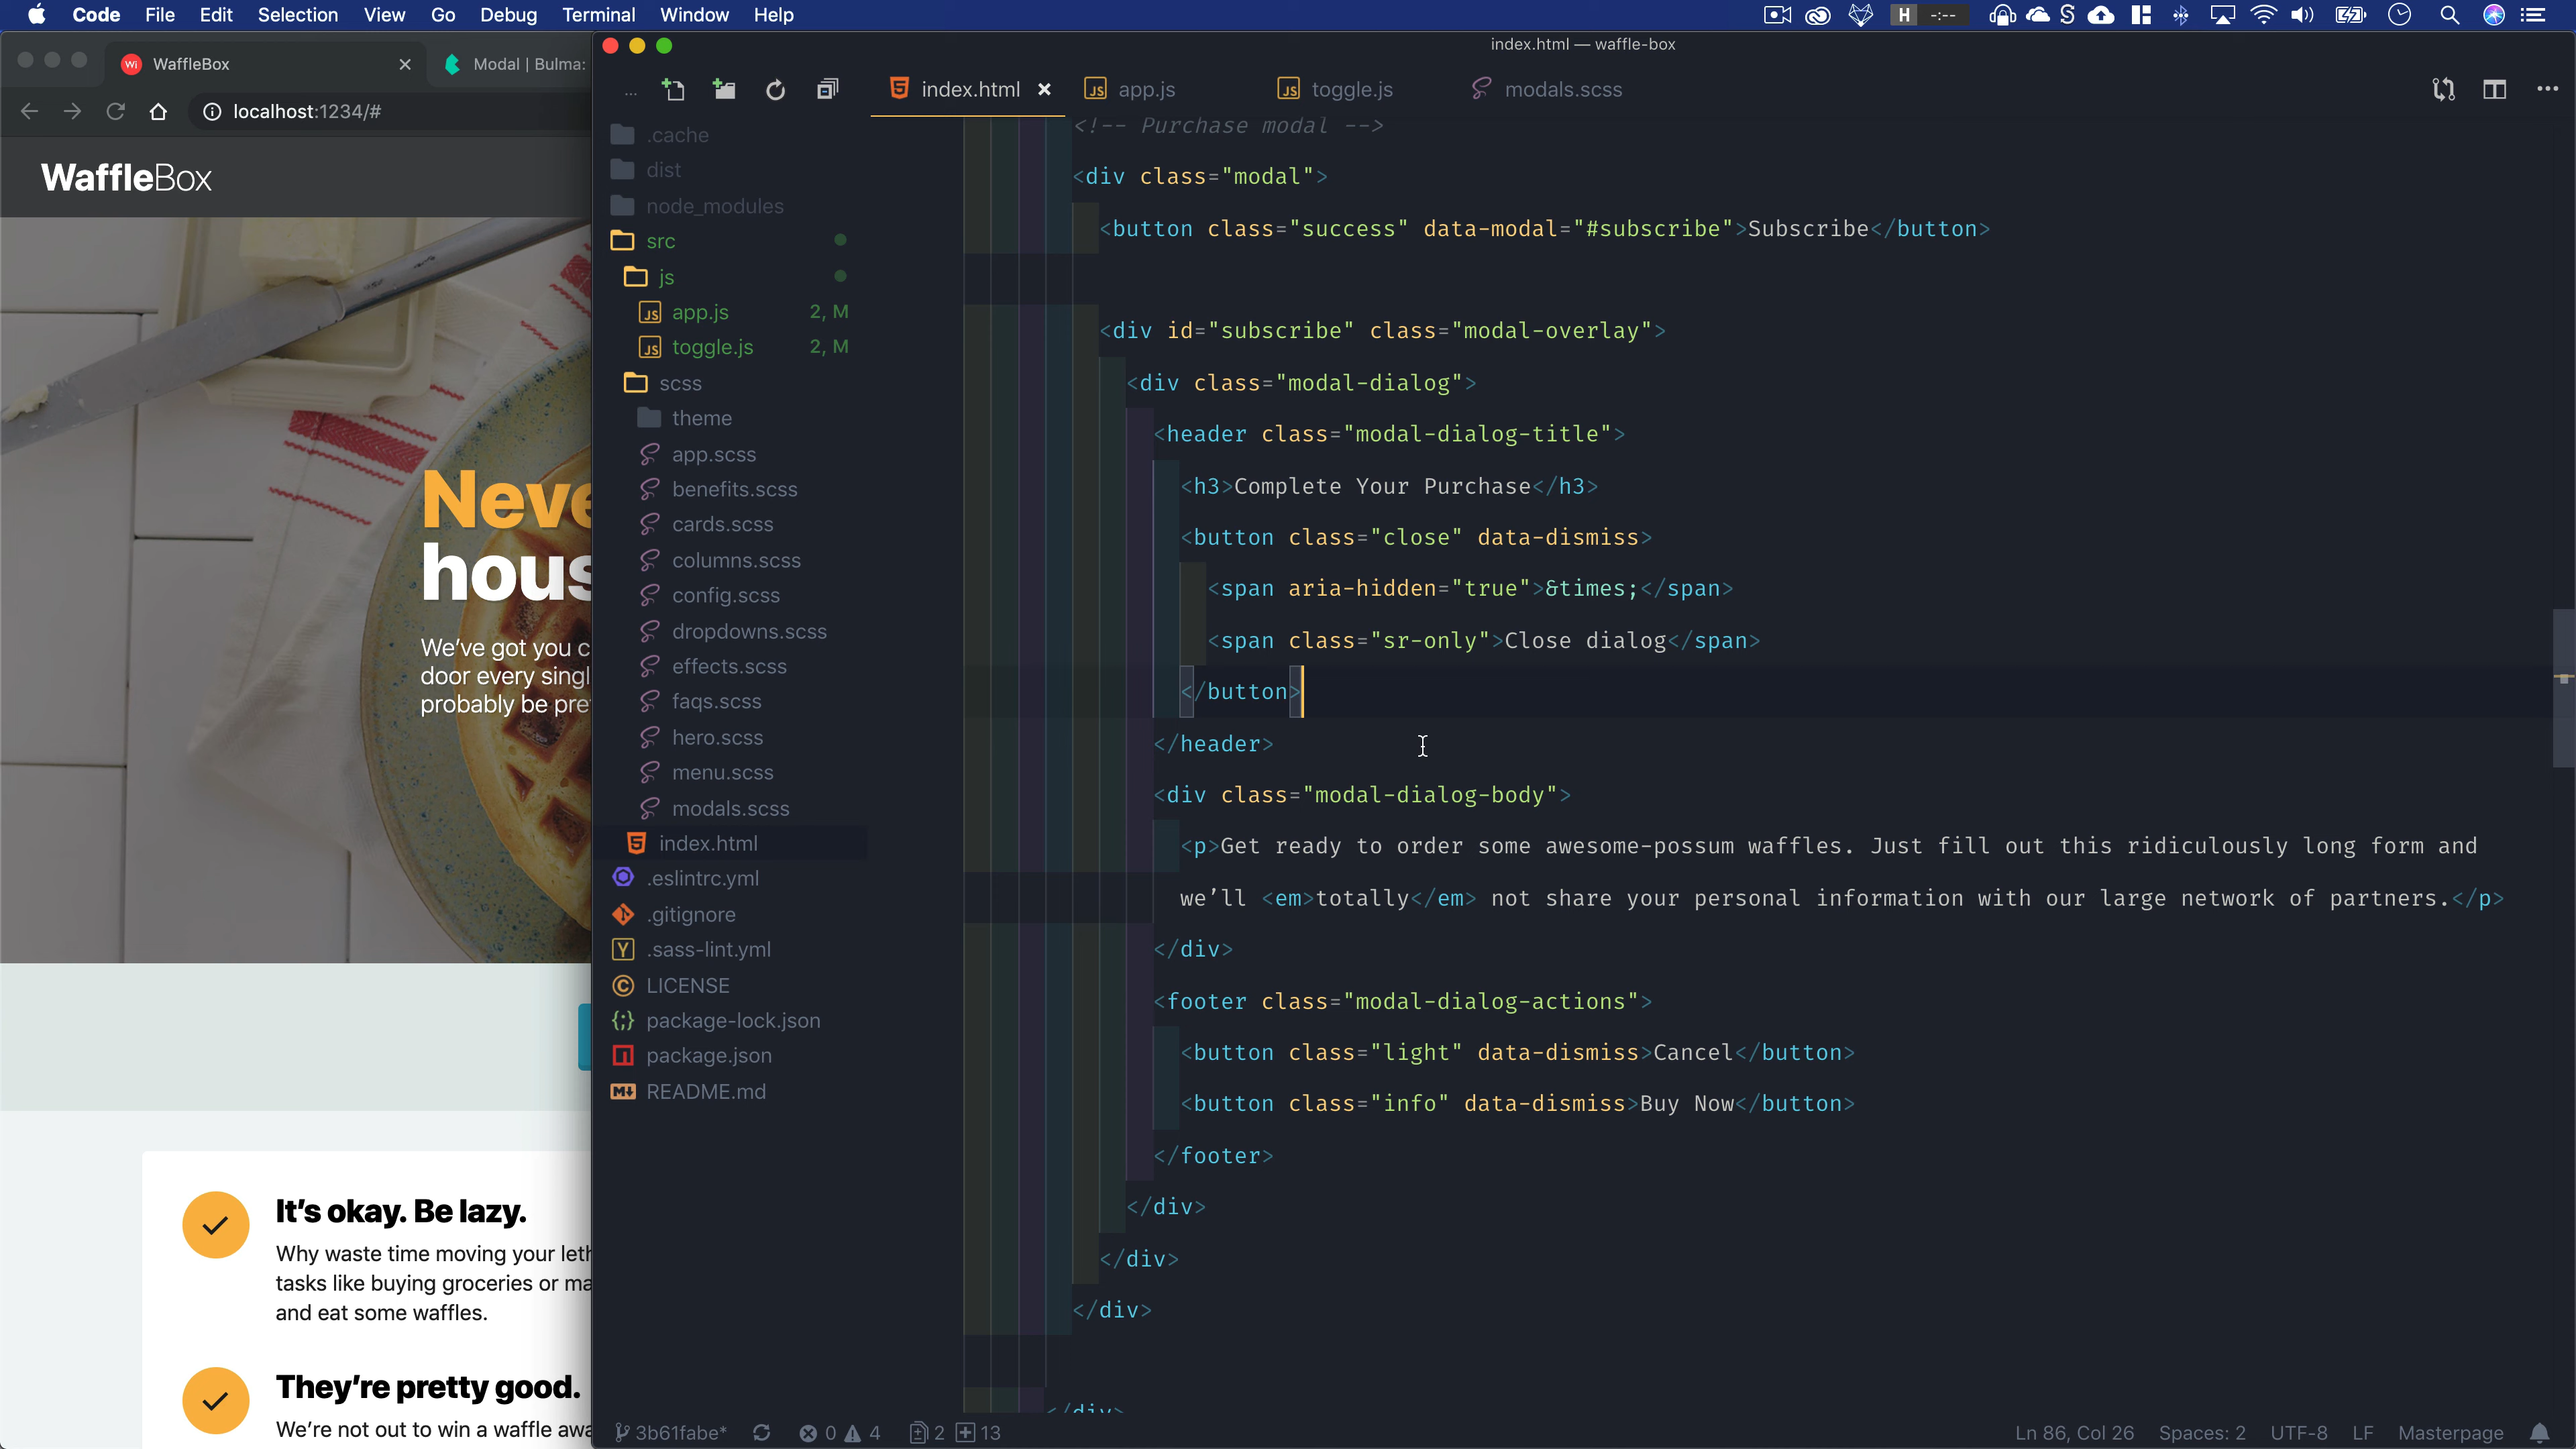 Code File Edit Selection View Go Debug Terminal Window Help
H -:--
index.html — waffle-box
WaffleBox
Modal | Bulma:
localhost:1234/#
WaffleBox
Neve
hous
We’ve got you c
door every singl
probably be pre
It’s okay. Be lazy.
Why waste time moving your leth
tasks like buying groceries or ma
and eat some waffles.
They’re pretty good.
We’re not out to win a waffle awa
index.html app.js toggle.js modals.scss
.cache
dist
node_modules
src
js
app.js 2, M
toggle.js 2, M
scss
theme
app.scss
benefits.scss
cards.scss
columns.scss
config.scss
dropdowns.scss
effects.scss
faqs.scss
hero.scss
menu.scss
modals.scss
index.html
.eslintrc.yml
.gitignore
.sass-lint.yml
LICENSE
package-lock.json
package.json
README.md
<!-- Purchase modal -->
<div class="modal">
<button class="success" data-modal="#subscribe">Subscribe</button>
<div id="subscribe" class="modal-overlay">
<div class="modal-dialog">
<header class="modal-dialog-title">
<h3>Complete Your Purchase</h3>
<button class="close" data-dismiss>
<span aria-hidden="true">&times;</span>
<span class="sr-only">Close dialog</span>
</button>
</header>
<div class="modal-dialog-body">
<p>Get ready to order some awesome-possum waffles. Just fill out this ridiculously long form and
we’ll <em>totally</em> not share your personal information with our large network of partners.</p>
</div>
<footer class="modal-dialog-actions">
<button class="light" data-dismiss>Cancel</button>
<button class="info" data-dismiss>Buy Now</button>
</footer>
</div>
</div>
</div>
</div>
3b61fabe* 0 4 2 13
Ln 86, Col 26 Spaces: 2 UTF-8 LF Masterpage